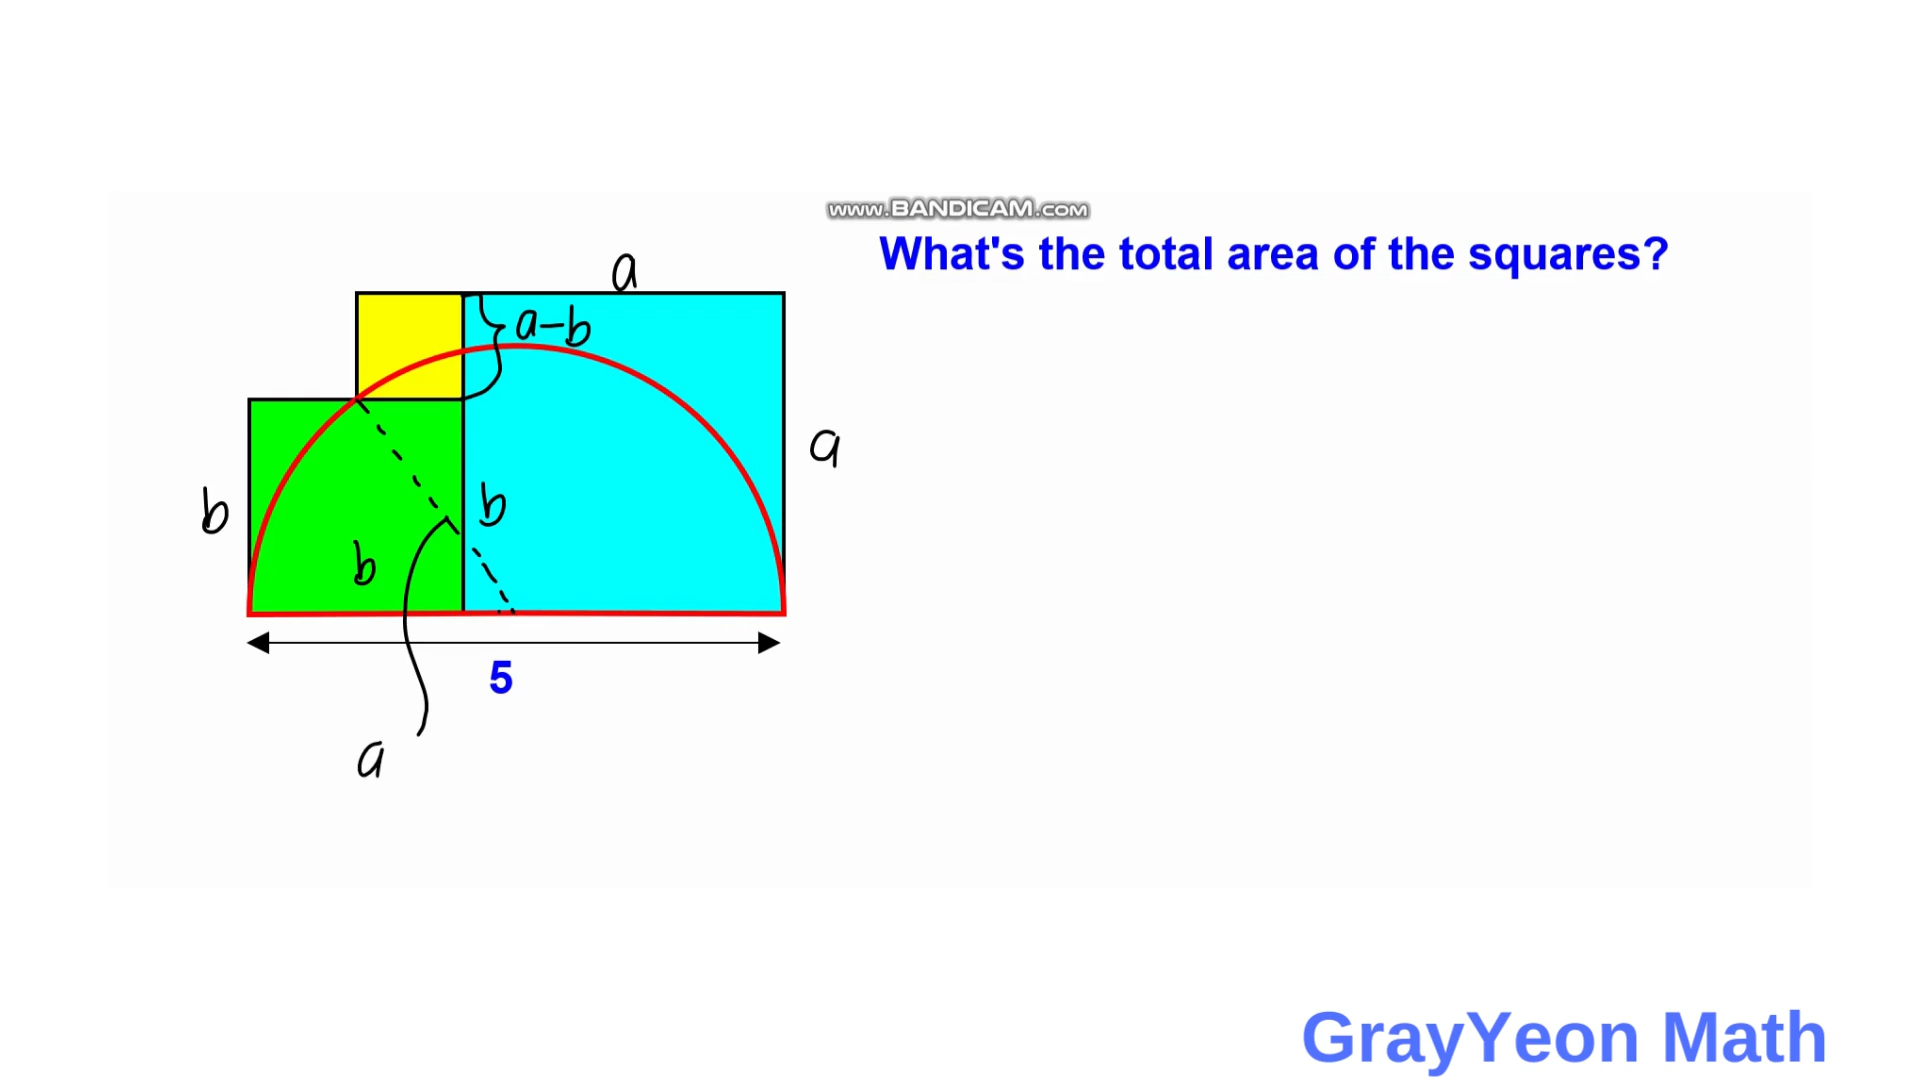 www.BANDICAM.com
What's the total area of the squares?
a
a-b
a
b
b
b
5
a
GrayYeon Math